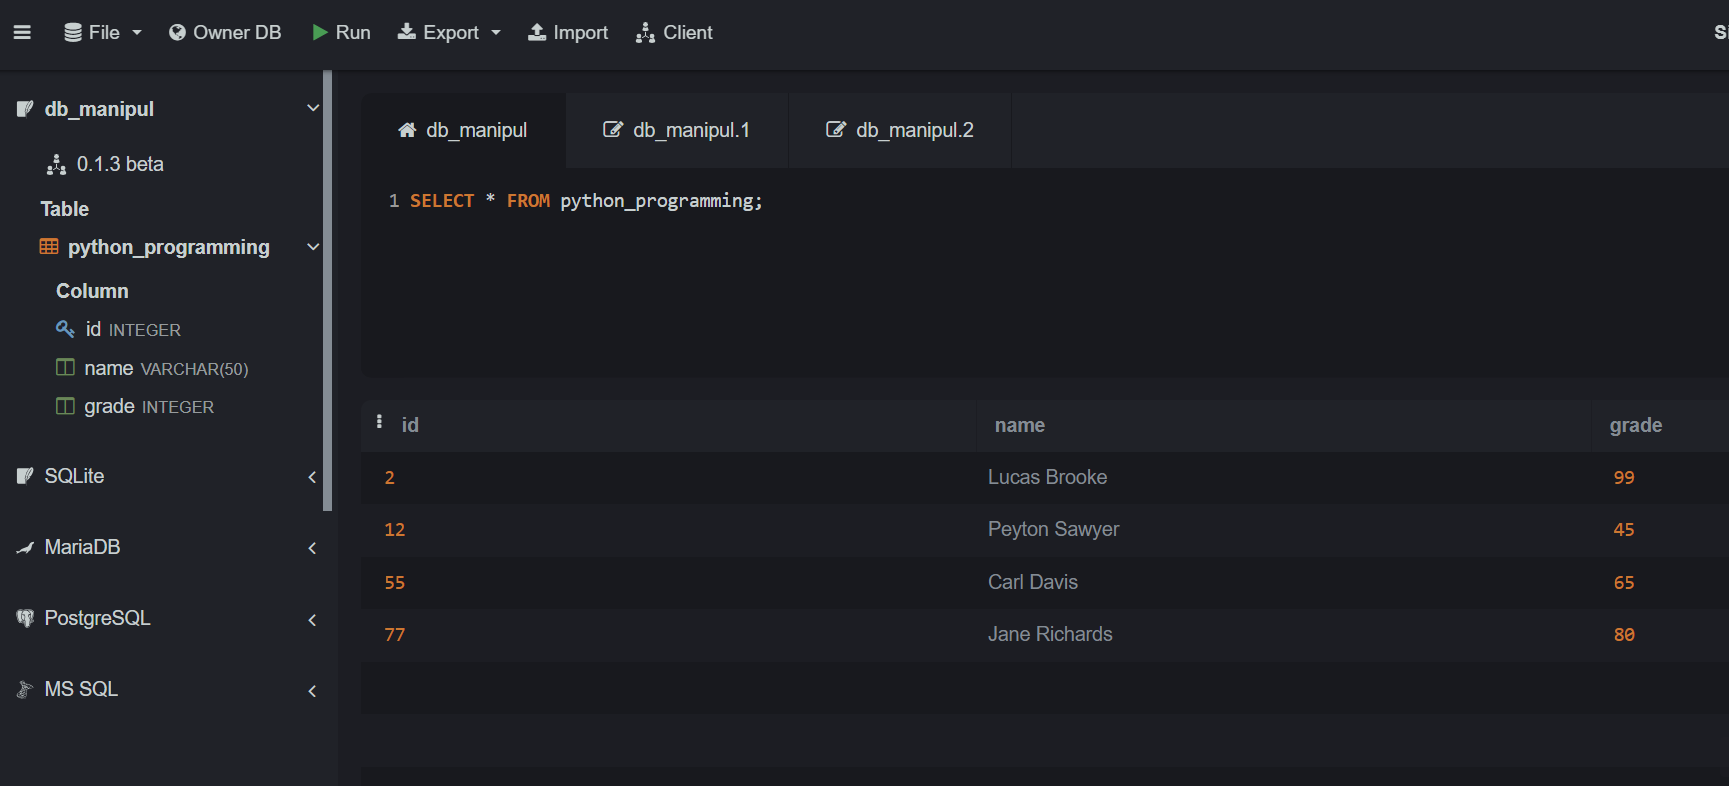 File Owner DB Run Export Import Client
db_manipul
0.1.3 beta
Table
python_programming
Column
id INTEGER
name VARCHAR(50)
grade INTEGER
SQLite
MariaDB
PostgreSQL
MS SQL
db_manipul db_manipul.1 db_manipul.2
1 SELECT * FROM python_programming;
id name grade
2 Lucas Brooke 99
12 Peyton Sawyer 45
55 Carl Davis 65
77 Jane Richards 80